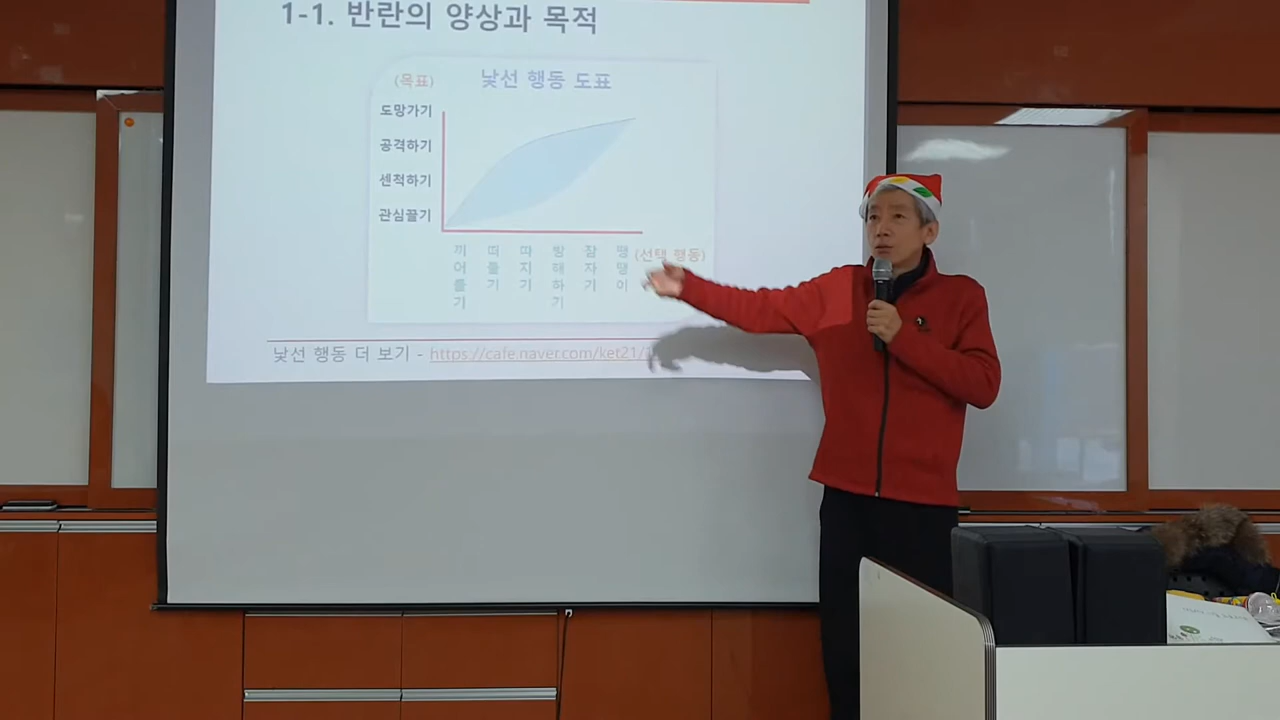 1-1. 반란의 양상과 목적
(목표)
낯선 행동 도표
도망가기
공격하기
센척하기
관심끌기
끼어들기
떠들기
따지기
방해하기
잠자기
땡땡이
(선택 행동)
낯선 행동 더 보기 - https://cafe.naver.com/ket21/